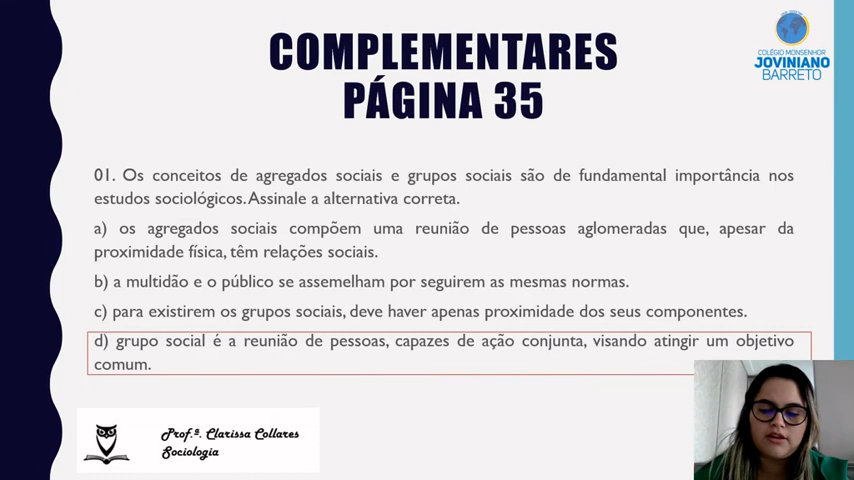 COMPLEMENTARES
PÁGINA 35
COLÉGIO MONSENHOR
JOVINIANO
BARRETO
01. Os conceitos de agregados sociais e grupos sociais são de fundamental importância nos
estudos sociológicos. Assinale a alternativa correta.
a) os agregados sociais compõem uma reunião de pessoas aglomeradas que, apesar da
proximidade física, têm relações sociais.
b) a multidão e o público se assemelham por seguirem as mesmas normas.
c) para existirem os grupos sociais, deve haver apenas proximidade dos seus componentes.
d) grupo social é a reunião de pessoas, capazes de ação conjunta, visando atingir um objetivo
comum.
Prof.ª. Clarissa Collares
Sociologia